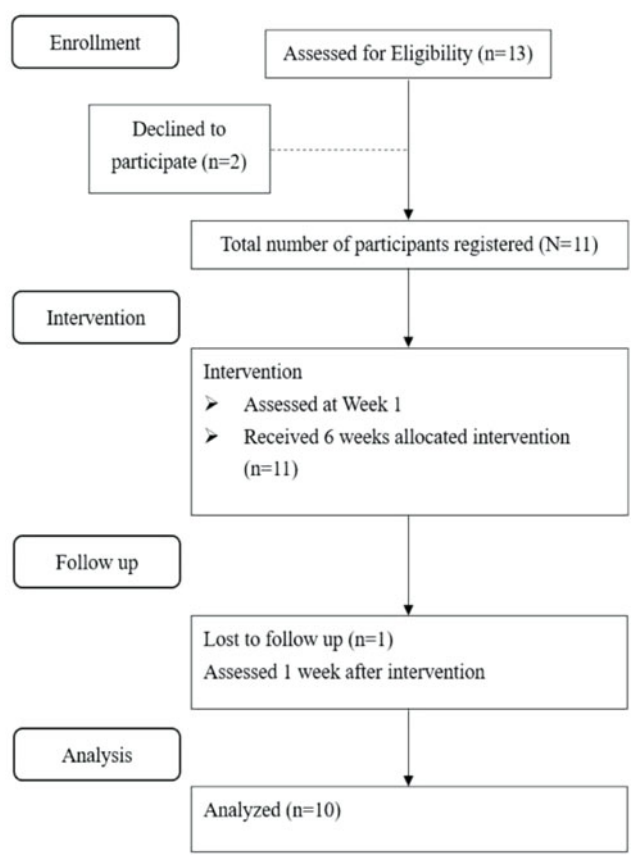 Enrollment
Assessed for Eligibility (n=13)
Declined to
participate (n=2)
Total number of participants registered (N=11)
Intervention
Intervention
➢ Assessed at Week 1
➢ Received 6 weeks allocated intervention
(n=11)
Follow up
Lost to follow up (n=1)
Assessed 1 week after intervention
Analysis
Analyzed (n=10)